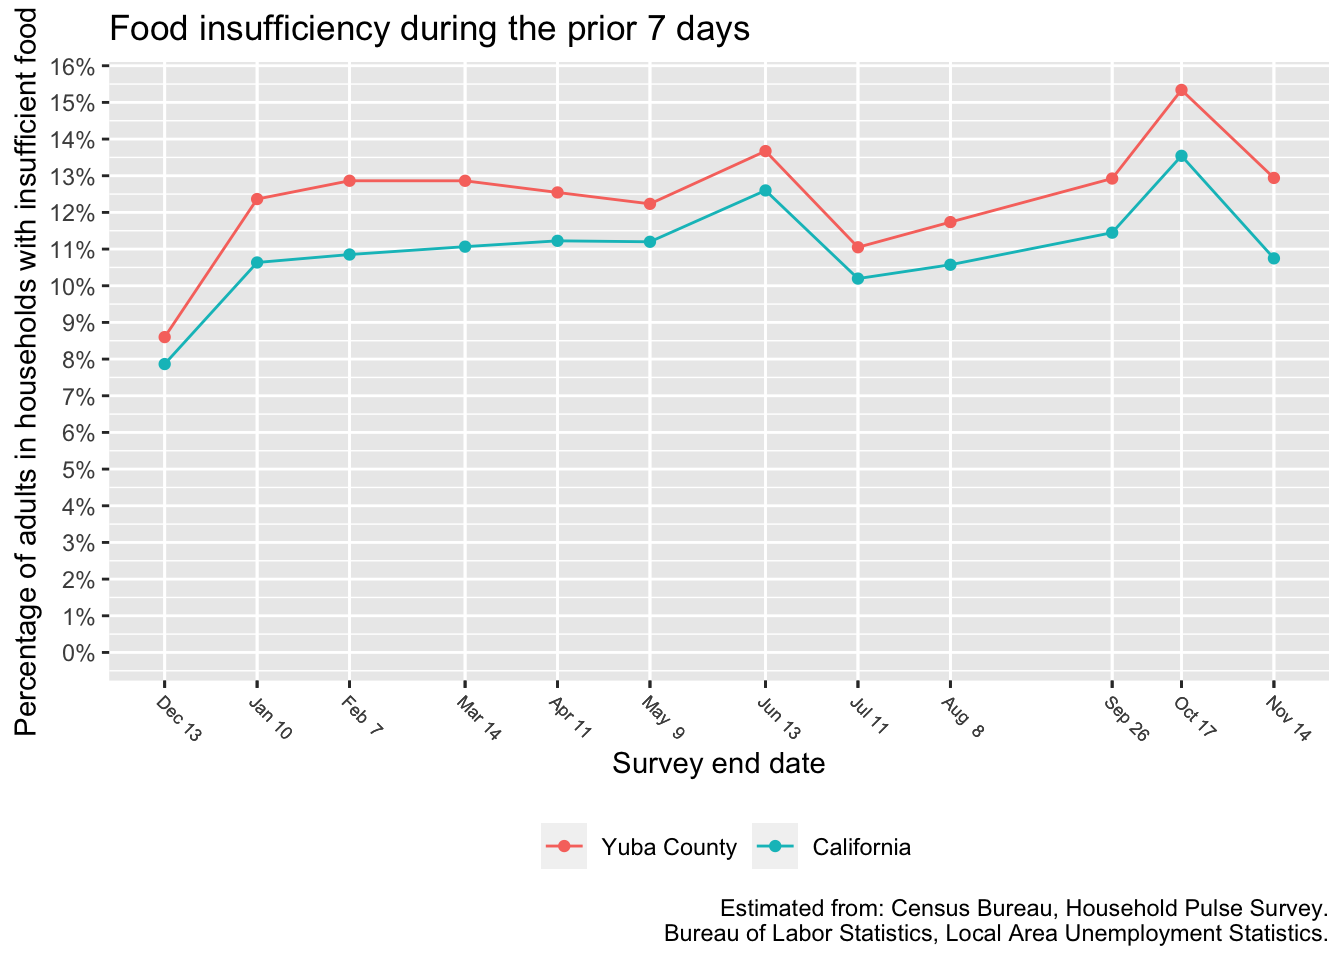 Food insufficiency during the prior 7 days
Percentage of adults in households with insufficient food
16%
15%
14%
13%
12%
11%
10%
9%
8%
7%
6%
5%
4%
3%
2%
1%
0%
Dec 13
Jan 10
Feb 7
Mar 14
Apr 11
May 9
Jun 13
Jul 11
Aug 8
Sep 26
Oct 17
Nov 14
Survey end date
Yuba County
California
Estimated from: Census Bureau, Household Pulse Survey.
Bureau of Labor Statistics, Local Area Unemployment Statistics.